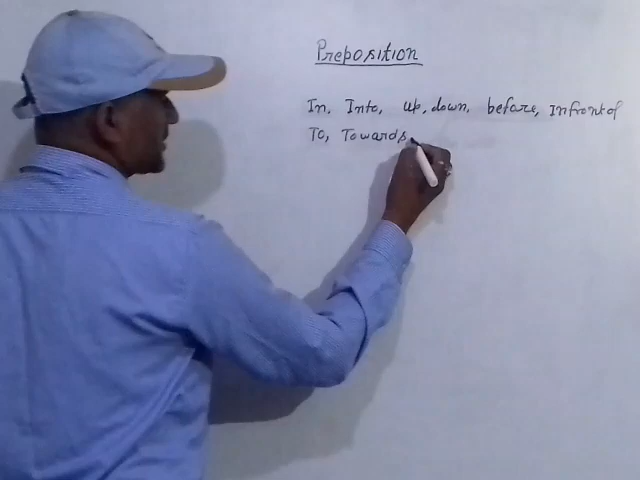 Preposition
In, Into, up, down, before, Infront of
To, Towards